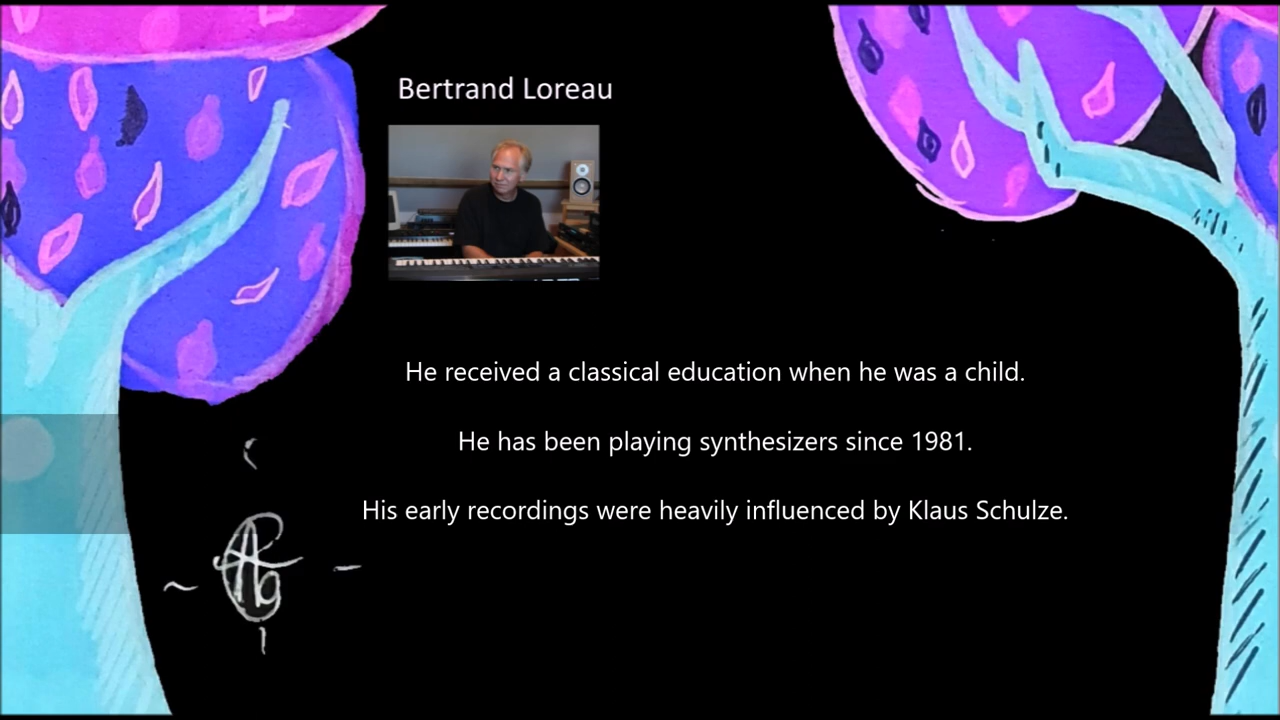 Bertrand Loreau
He received a classical education when he was a child.
He has been playing synthesizers since 1981.
His early recordings were heavily influenced by Klaus Schulze.